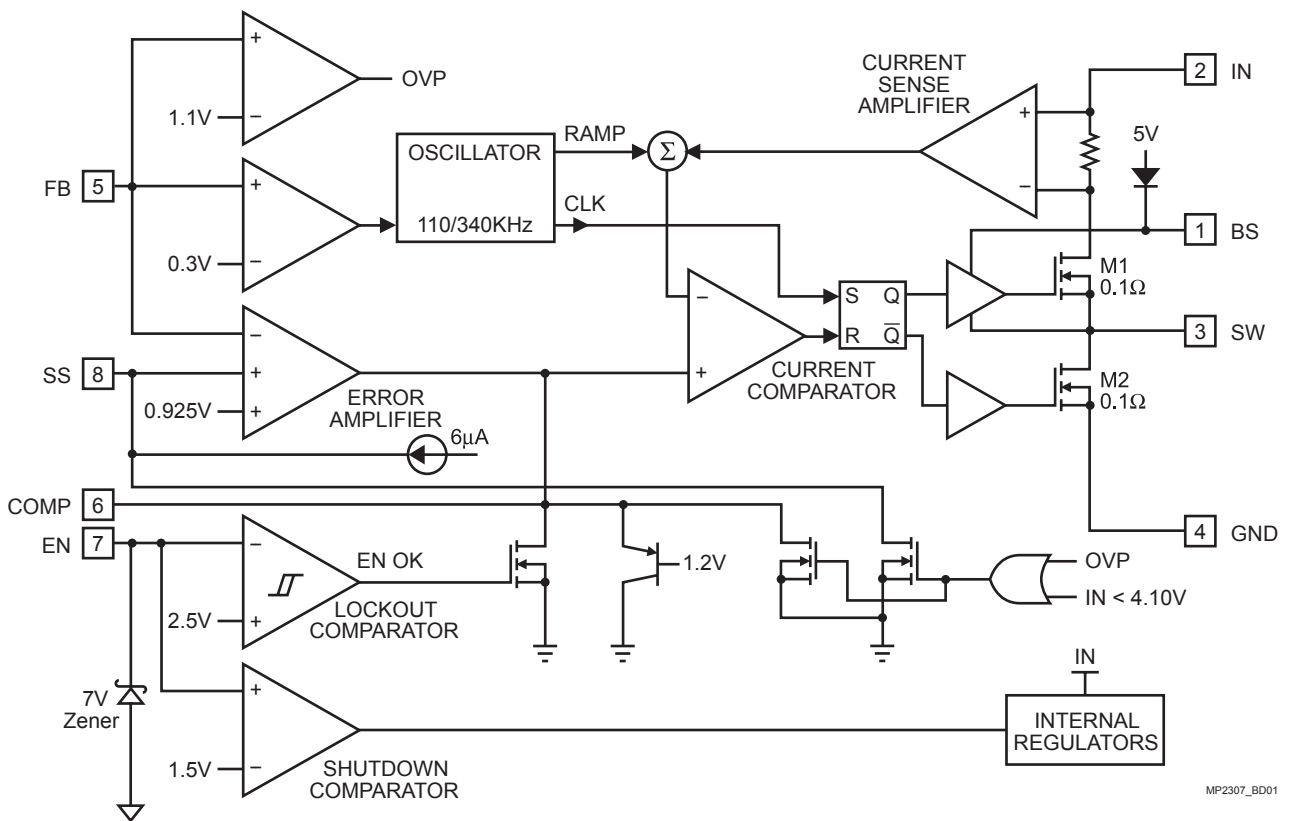 +
OVP
1.1V
−
CURRENT
SENSE
AMPLIFIER
2 IN
+
−
5V
RAMP
Σ
OSCILLATOR
110/340KHz
CLK
FB 5
+
0.3V
−
1 BS
M1
0.1Ω
S Q
R Q̅
−
+
CURRENT
COMPARATOR
3 SW
M2
0.1Ω
−
SS 8
+
0.925V
+
ERROR
AMPLIFIER
6μA
COMP 6
4 GND
EN 7
−
EN OK
2.5V
+
LOCKOUT
COMPARATOR
1.2V
OVP
IN < 4.10V
7V
Zener
+
1.5V
−
SHUTDOWN
COMPARATOR
IN
INTERNAL
REGULATORS
MP2307_BD01